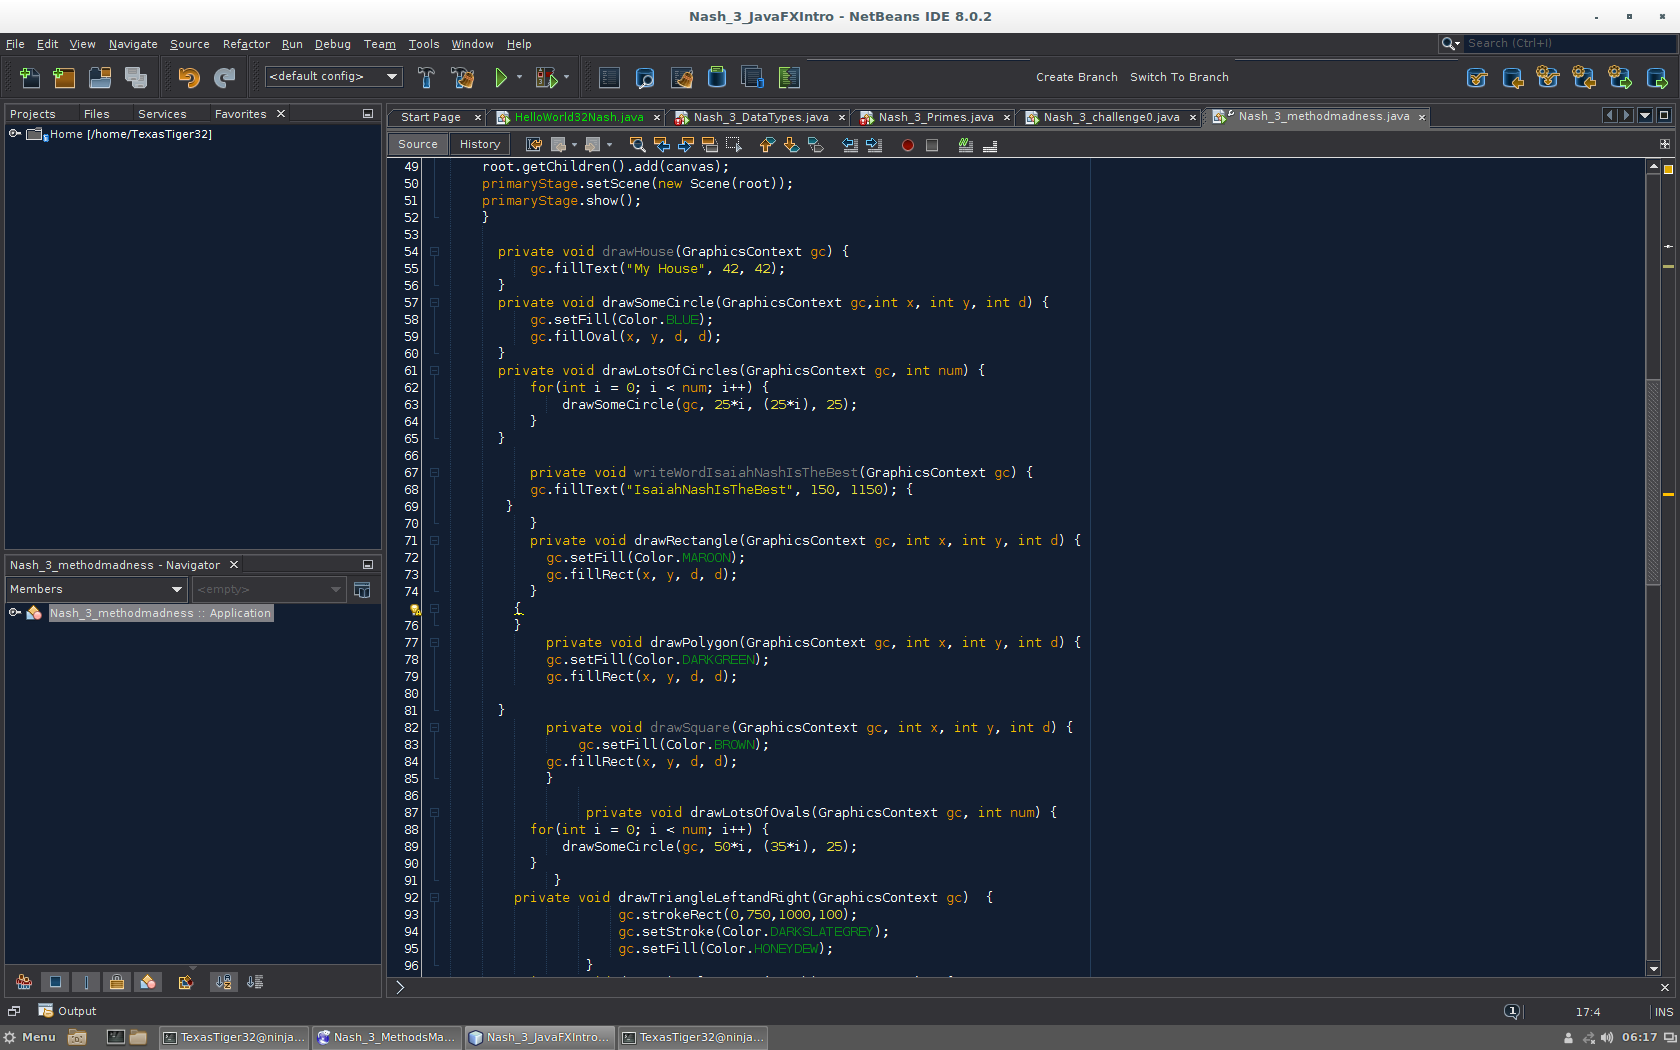 Nash_3_JavaFXIntro - NetBeans IDE 8.0.2
File Edit View Navigate Source Refactor Run Debug Team Tools Window Help
Search (Ctrl+I)
<default config>
Create Branch Switch To Branch
Projects Files Services Favorites
Home [/home/TexasTiger32]
Start Page HelloWorld32Nash.java Nash_3_DataTypes.java Nash_3_Primes.java Nash_3_challenge0.java Nash_3_methodmadness.java
Source History
49 root.getChildren().add(canvas);
50 primaryStage.setScene(new Scene(root));
51 primaryStage.show();
52 }
53
54 private void drawHouse(GraphicsContext gc) {
55 gc.fillText("My House", 42, 42);
56 }
57 private void drawSomeCircle(GraphicsContext gc,int x, int y, int d) {
58 gc.setFill(Color.BLUE);
59 gc.fillOval(x, y, d, d);
60 }
61 private void drawLotsOfCircles(GraphicsContext gc, int num) {
62 for(int i = 0; i < num; i++) {
63 drawSomeCircle(gc, 25*i, (25*i), 25);
64 }
65 }
66
67 private void writeWordIsaiahNashIsTheBest(GraphicsContext gc) {
68 gc.fillText("IsaiahNashIsTheBest", 150, 1150); {
69 }
70 }
71 private void drawRectangle(GraphicsContext gc, int x, int y, int d) {
72 gc.setFill(Color.MAROON);
73 gc.fillRect(x, y, d, d);
74 }
{
76 }
77 private void drawPolygon(GraphicsContext gc, int x, int y, int d) {
78 gc.setFill(Color.DARKGREEN);
79 gc.fillRect(x, y, d, d);
80
81 }
82 private void drawSquare(GraphicsContext gc, int x, int y, int d) {
83 gc.setFill(Color.BROWN);
84 gc.fillRect(x, y, d, d);
85 }
86
87 private void drawLotsOfOvals(GraphicsContext gc, int num) {
88 for(int i = 0; i < num; i++) {
89 drawSomeCircle(gc, 50*i, (35*i), 25);
90 }
91 }
92 private void drawTriangleLeftandRight(GraphicsContext gc) {
93 gc.strokeRect(0,750,1000,100);
94 gc.setStroke(Color.DARKSLATEGREY);
95 gc.setFill(Color.HONEYDEW);
96 }
Nash_3_methodmadness - Navigator
Members
<empty>
Nash_3_methodmadness :: Application
Output
1
17:4 INS
Menu
TexasTiger32@ninja...
Nash_3_MethodsMa...
Nash_3_JavaFXIntro...
TexasTiger32@ninja...
06:17